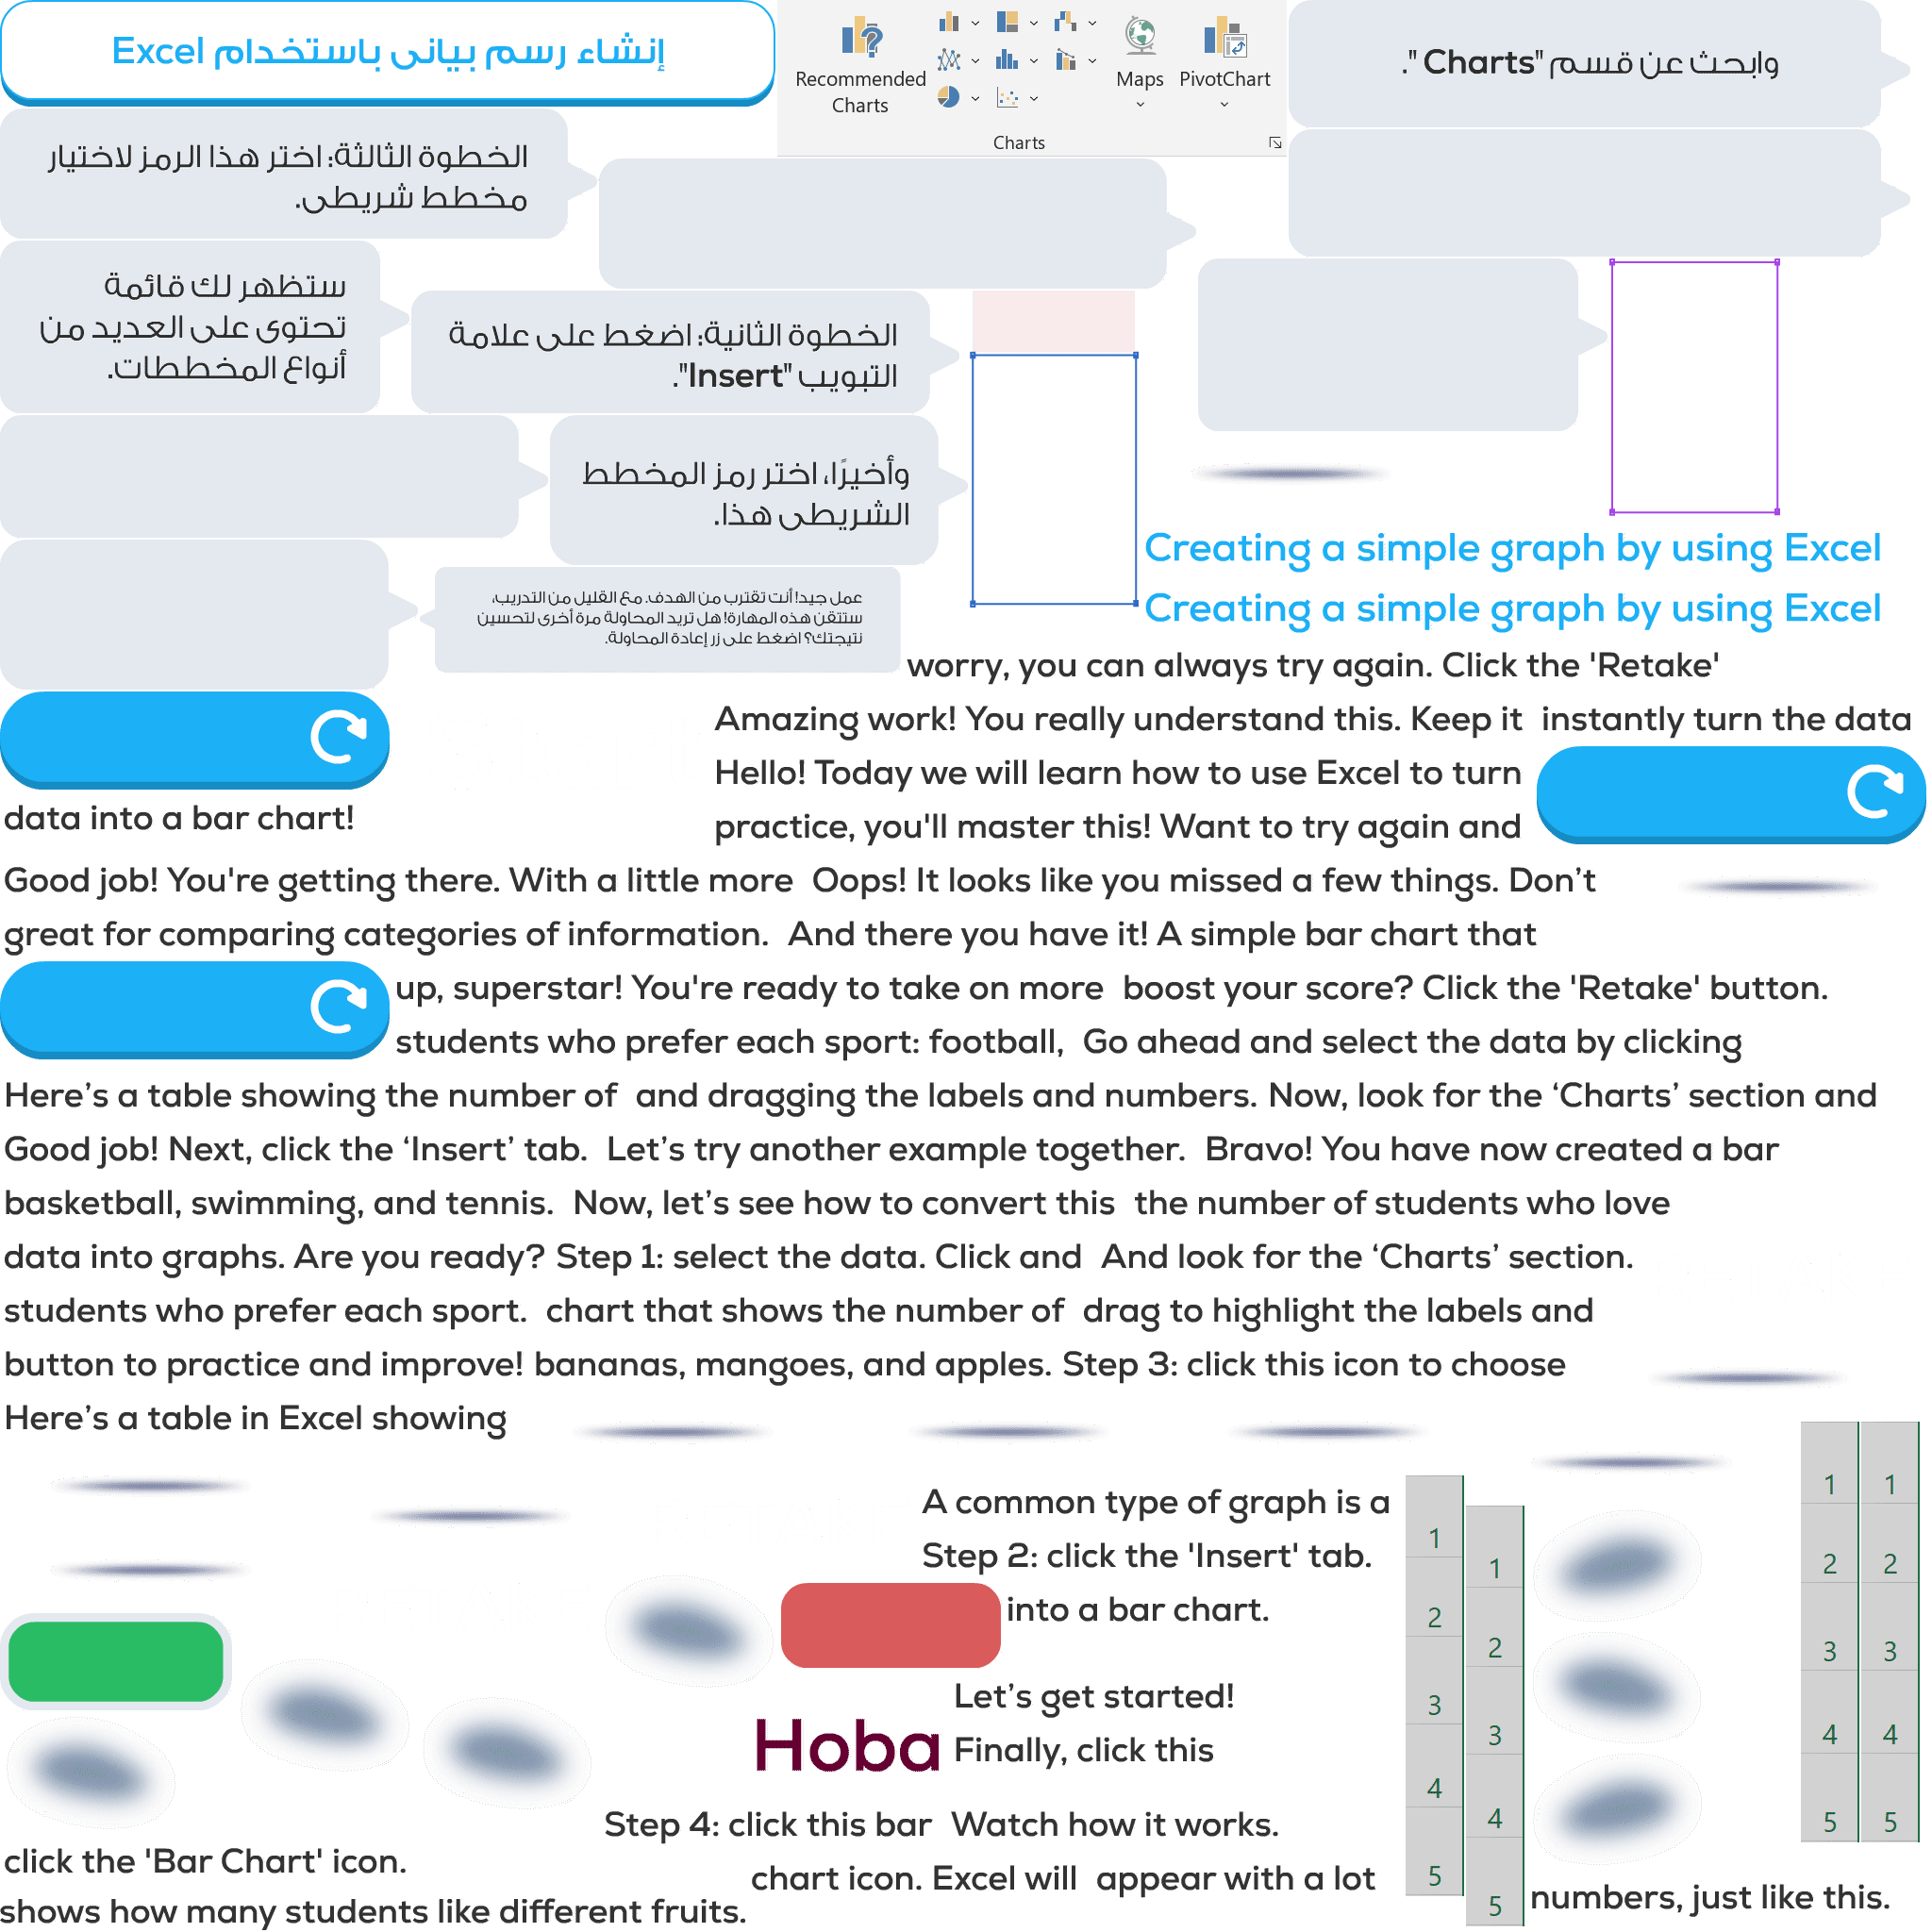 إنشاء رسم بيانى باستخدام Excel
Recommended
Charts
Maps
PivotChart
Charts
وابحث عن قسم "Charts ".
الخطوة الثالثة: اختر هذا الرمز لاختيار
مخطط شريطى.
ستظهر لك قائمة
تحتوى على العديد من
أنواع المخططات.
الخطوة الثانية: اضغط على علامة
التبويب "Insert".
وأخيرًا، اختر رمز المخطط
الشريطى هذا.
Creating a simple graph by using Excel
Creating a simple graph by using Excel
عمل جيد! أنت تقترب من الهدف. مع القليل من التدريب،
ستتقن هذه المهارة! هل تريد المحاولة مرة أخرى لتحسين
نتيجتك؟ اضغط على زر إعادة المحاولة.
worry, you can always try again. Click the 'Retake'
Amazing work! You really understand this. Keep it
instantly turn the data
Hello! Today we will learn how to use Excel to turn
data into a bar chart!
practice, you'll master this! Want to try again and
Good job! You're getting there. With a little more
Oops! It looks like you missed a few things. Don’t
great for comparing categories of information.
And there you have it! A simple bar chart that
up, superstar! You're ready to take on more
boost your score? Click the 'Retake' button.
students who prefer each sport: football,
Go ahead and select the data by clicking
Here’s a table showing the number of
and dragging the labels and numbers.
Now, look for the ‘Charts’ section and
Good job! Next, click the ‘Insert’ tab.
Let’s try another example together.
Bravo! You have now created a bar
basketball, swimming, and tennis.
Now, let’s see how to convert this
the number of students who love
data into graphs. Are you ready?
Step 1: select the data. Click and
And look for the ‘Charts’ section.
students who prefer each sport.
chart that shows the number of
drag to highlight the labels and
button to practice and improve!
bananas, mangoes, and apples.
Step 3: click this icon to choose
Here’s a table in Excel showing
A common type of graph is a
Step 2: click the 'Insert' tab.
into a bar chart.
Let’s get started!
Hoba
Finally, click this
Step 4: click this bar
Watch how it works.
click the 'Bar Chart' icon.
chart icon. Excel will
appear with a lot
shows how many students like different fruits.
numbers, just like this.
1
2
3
4
5
1
2
3
4
5
1
2
3
4
5
1
2
3
4
5